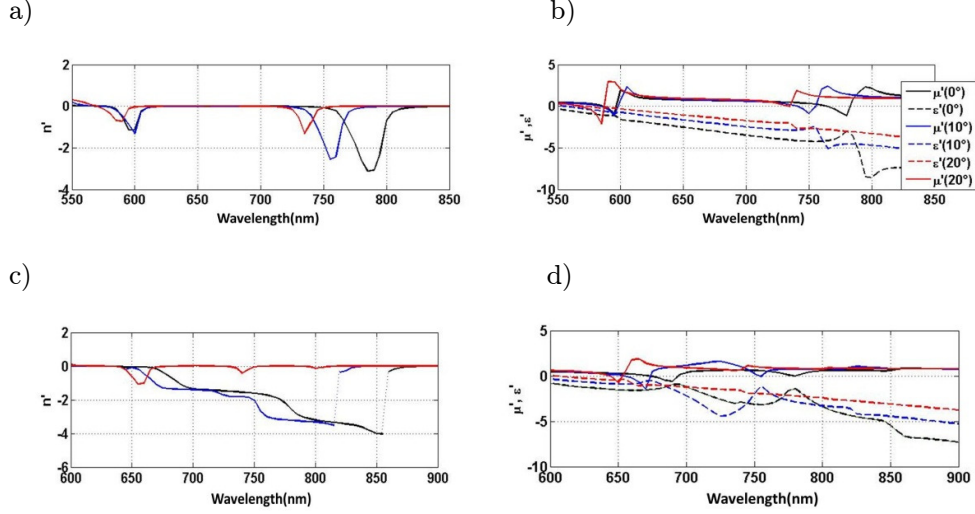 a)
b)
2
0
-2
-4
n'
550 600 650 700 750 800 850
Wavelength(nm)
5
0
-5
-10
μ' ,ε'
550 600 650 700 750 800 850
Wavelength(nm)
μ'(0°)
ε'(0°)
μ'(10°)
ε'(10°)
ε'(20°)
μ'(20°)
c)
d)
2
0
-2
-4
-6
n'
600 650 700 750 800 850 900
Wavelength(nm)
5
0
-5
-10
μ', ε'
600 650 700 750 800 850 900
Wavelength(nm)